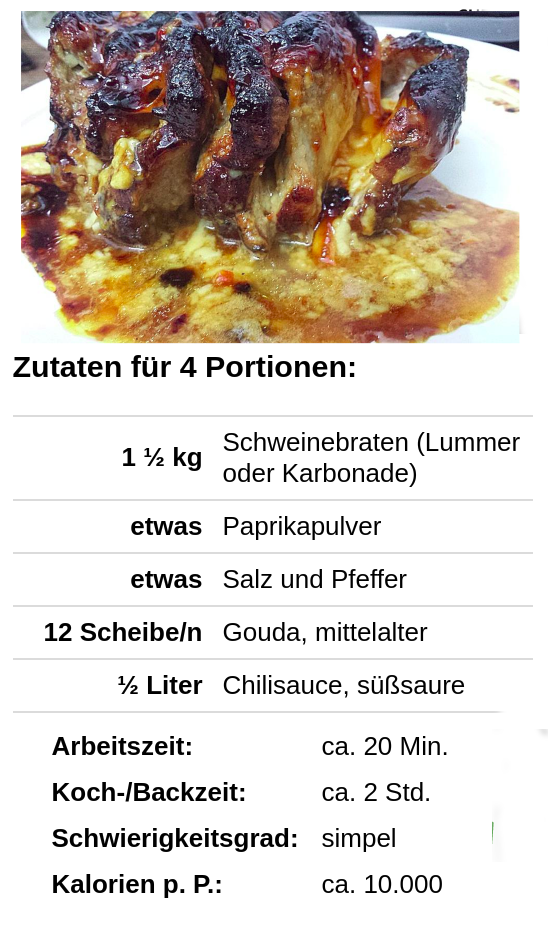 Zutaten für 4 Portionen:
1 ½ kg Schweinebraten (Lummer
oder Karbonade)
etwas Paprikapulver
etwas Salz und Pfeffer
12 Scheibe/n Gouda, mittelalter
½ Liter Chilisauce, süßsaure
Arbeitszeit: ca. 20 Min.
Koch-/Backzeit: ca. 2 Std.
Schwierigkeitsgrad: simpel
Kalorien p. P.: ca. 10.000